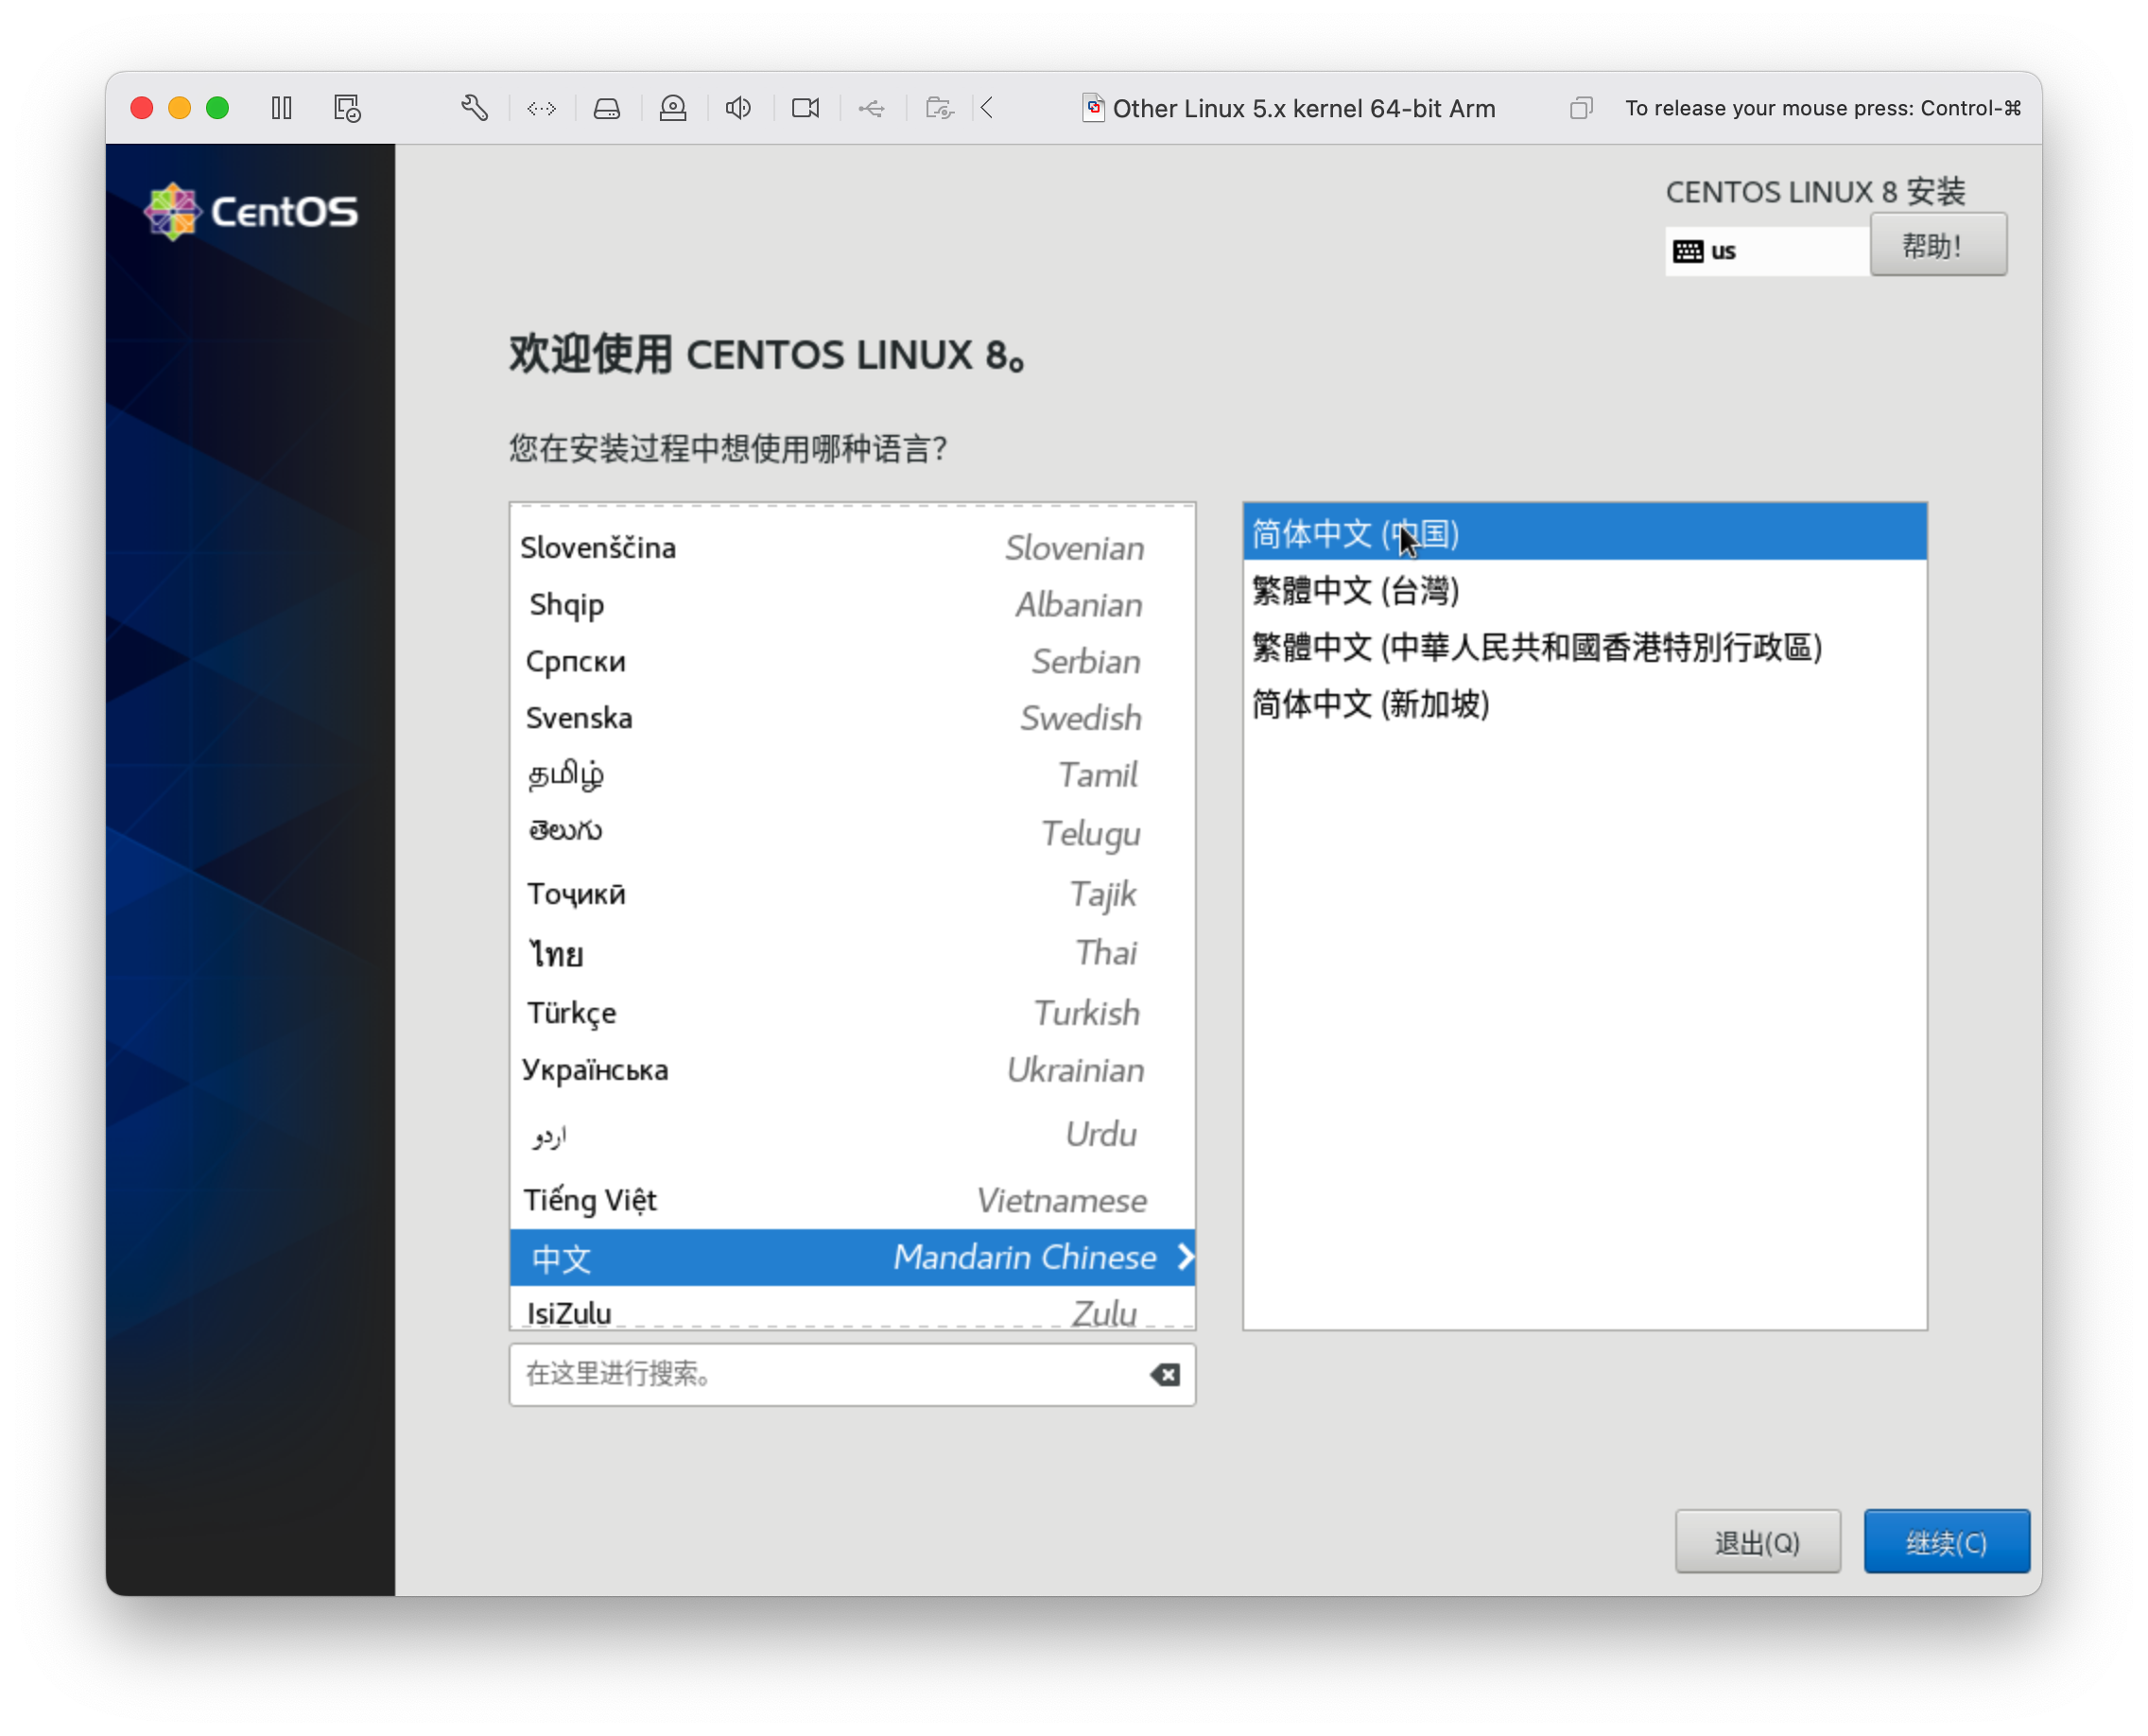 Other Linux 5.x kernel 64-bit Arm
To release your mouse press: Control-⌘
CentOS
CENTOS LINUX 8 安装
us
帮助!
欢迎使用 CENTOS LINUX 8。
您在安装过程中想使用哪种语言?
Slovenščina Slovenian
Shqip Albanian
Српски Serbian
Svenska Swedish
தமிழ் Tamil
తెలుగు Telugu
Тоҷикӣ Tajik
ไทย Thai
Türkçe Turkish
Українська Ukrainian
اردو Urdu
Tiếng Việt Vietnamese
中文 Mandarin Chinese
IsiZulu Zulu
在这里进行搜索。
简体中文 (中国)
繁體中文 (台灣)
繁體中文 (中華人民共和國香港特別行政區)
简体中文 (新加坡)
退出(Q)
继续(C)